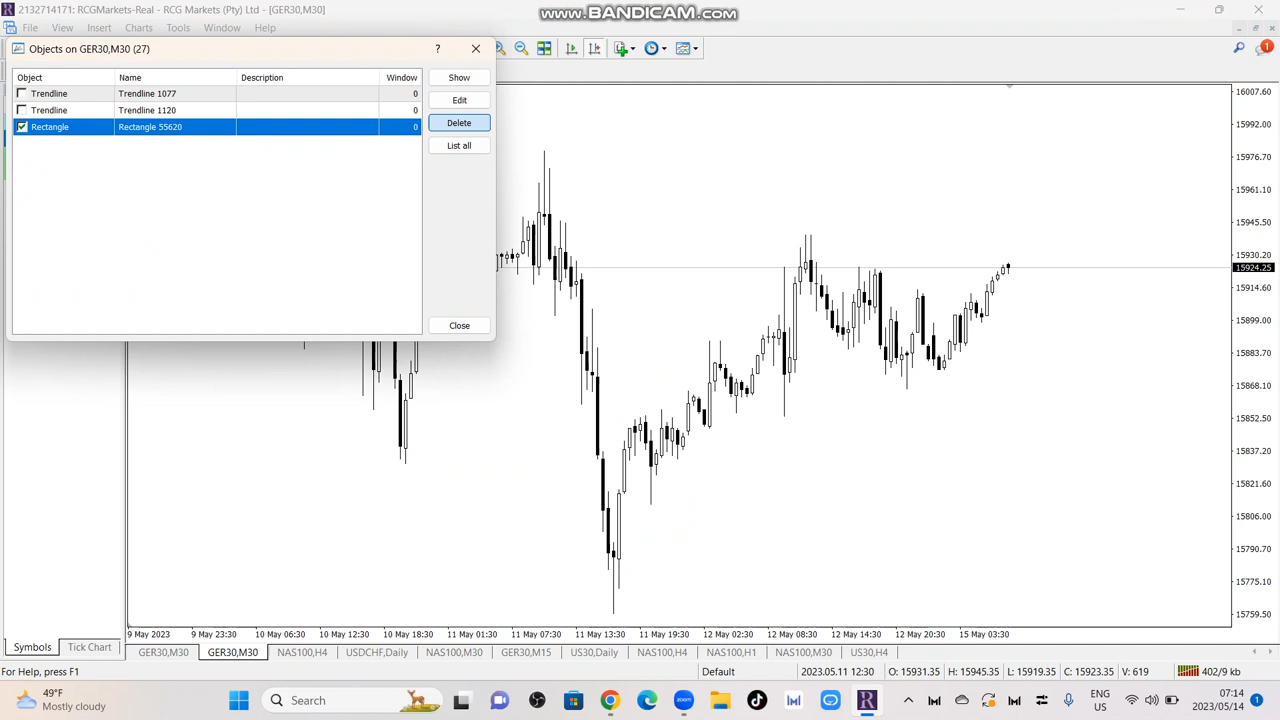 2132714171: RCGMarkets-Real - RCG Markets (Pty) Ltd - [GER30,M30]
www.BANDICAM.com
File View Insert Charts Tools Window Help
Objects on GER30,M30 (27)
?
Object Name Description Window
Trendline Trendline 1077 0
Trendline Trendline 1120 0
Rectangle Rectangle 55620 0
Show
Edit
Delete
List all
Close
1
16007.60
15992.00
15976.70
15961.10
15945.50
15930.20
15924.25
15914.60
15899.00
15883.70
15868.10
15852.50
15837.20
15821.60
15806.00
15790.70
15775.10
15759.50
9 May 2023 9 May 23:30 10 May 06:30 10 May 12:30 10 May 18:30 11 May 01:30 11 May 07:30 11 May 13:30 11 May 19:30 12 May 02:30 12 May 08:30 12 May 14:30 12 May 20:30 15 May 03:30
Symbols Tick Chart
GER30,M30 GER30,M30 NAS100,H4 USDCHF,Daily NAS100,M30 GER30,M15 US30,Daily NAS100,H4 NAS100,H1 NAS100,M30 US30,H4
For Help, press F1 Default 2023.05.11 12:30 O: 15931.35 H: 15945.35 L: 15919.35 C: 15923.35 V: 619 402/9 kb
49°F
Mostly cloudy
Search
zoom
ENG
US
07:14
2023/05/14
1